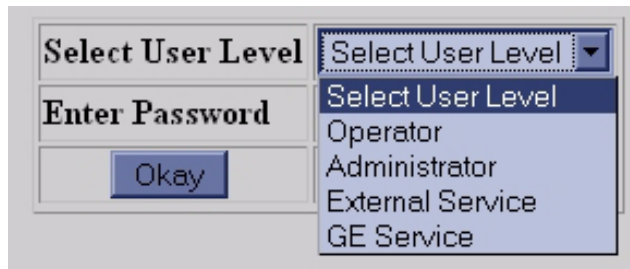 Select User Level Select User Level
Select User Level
Enter Password
Operator
Administrator
Okay
External Service
GE Service